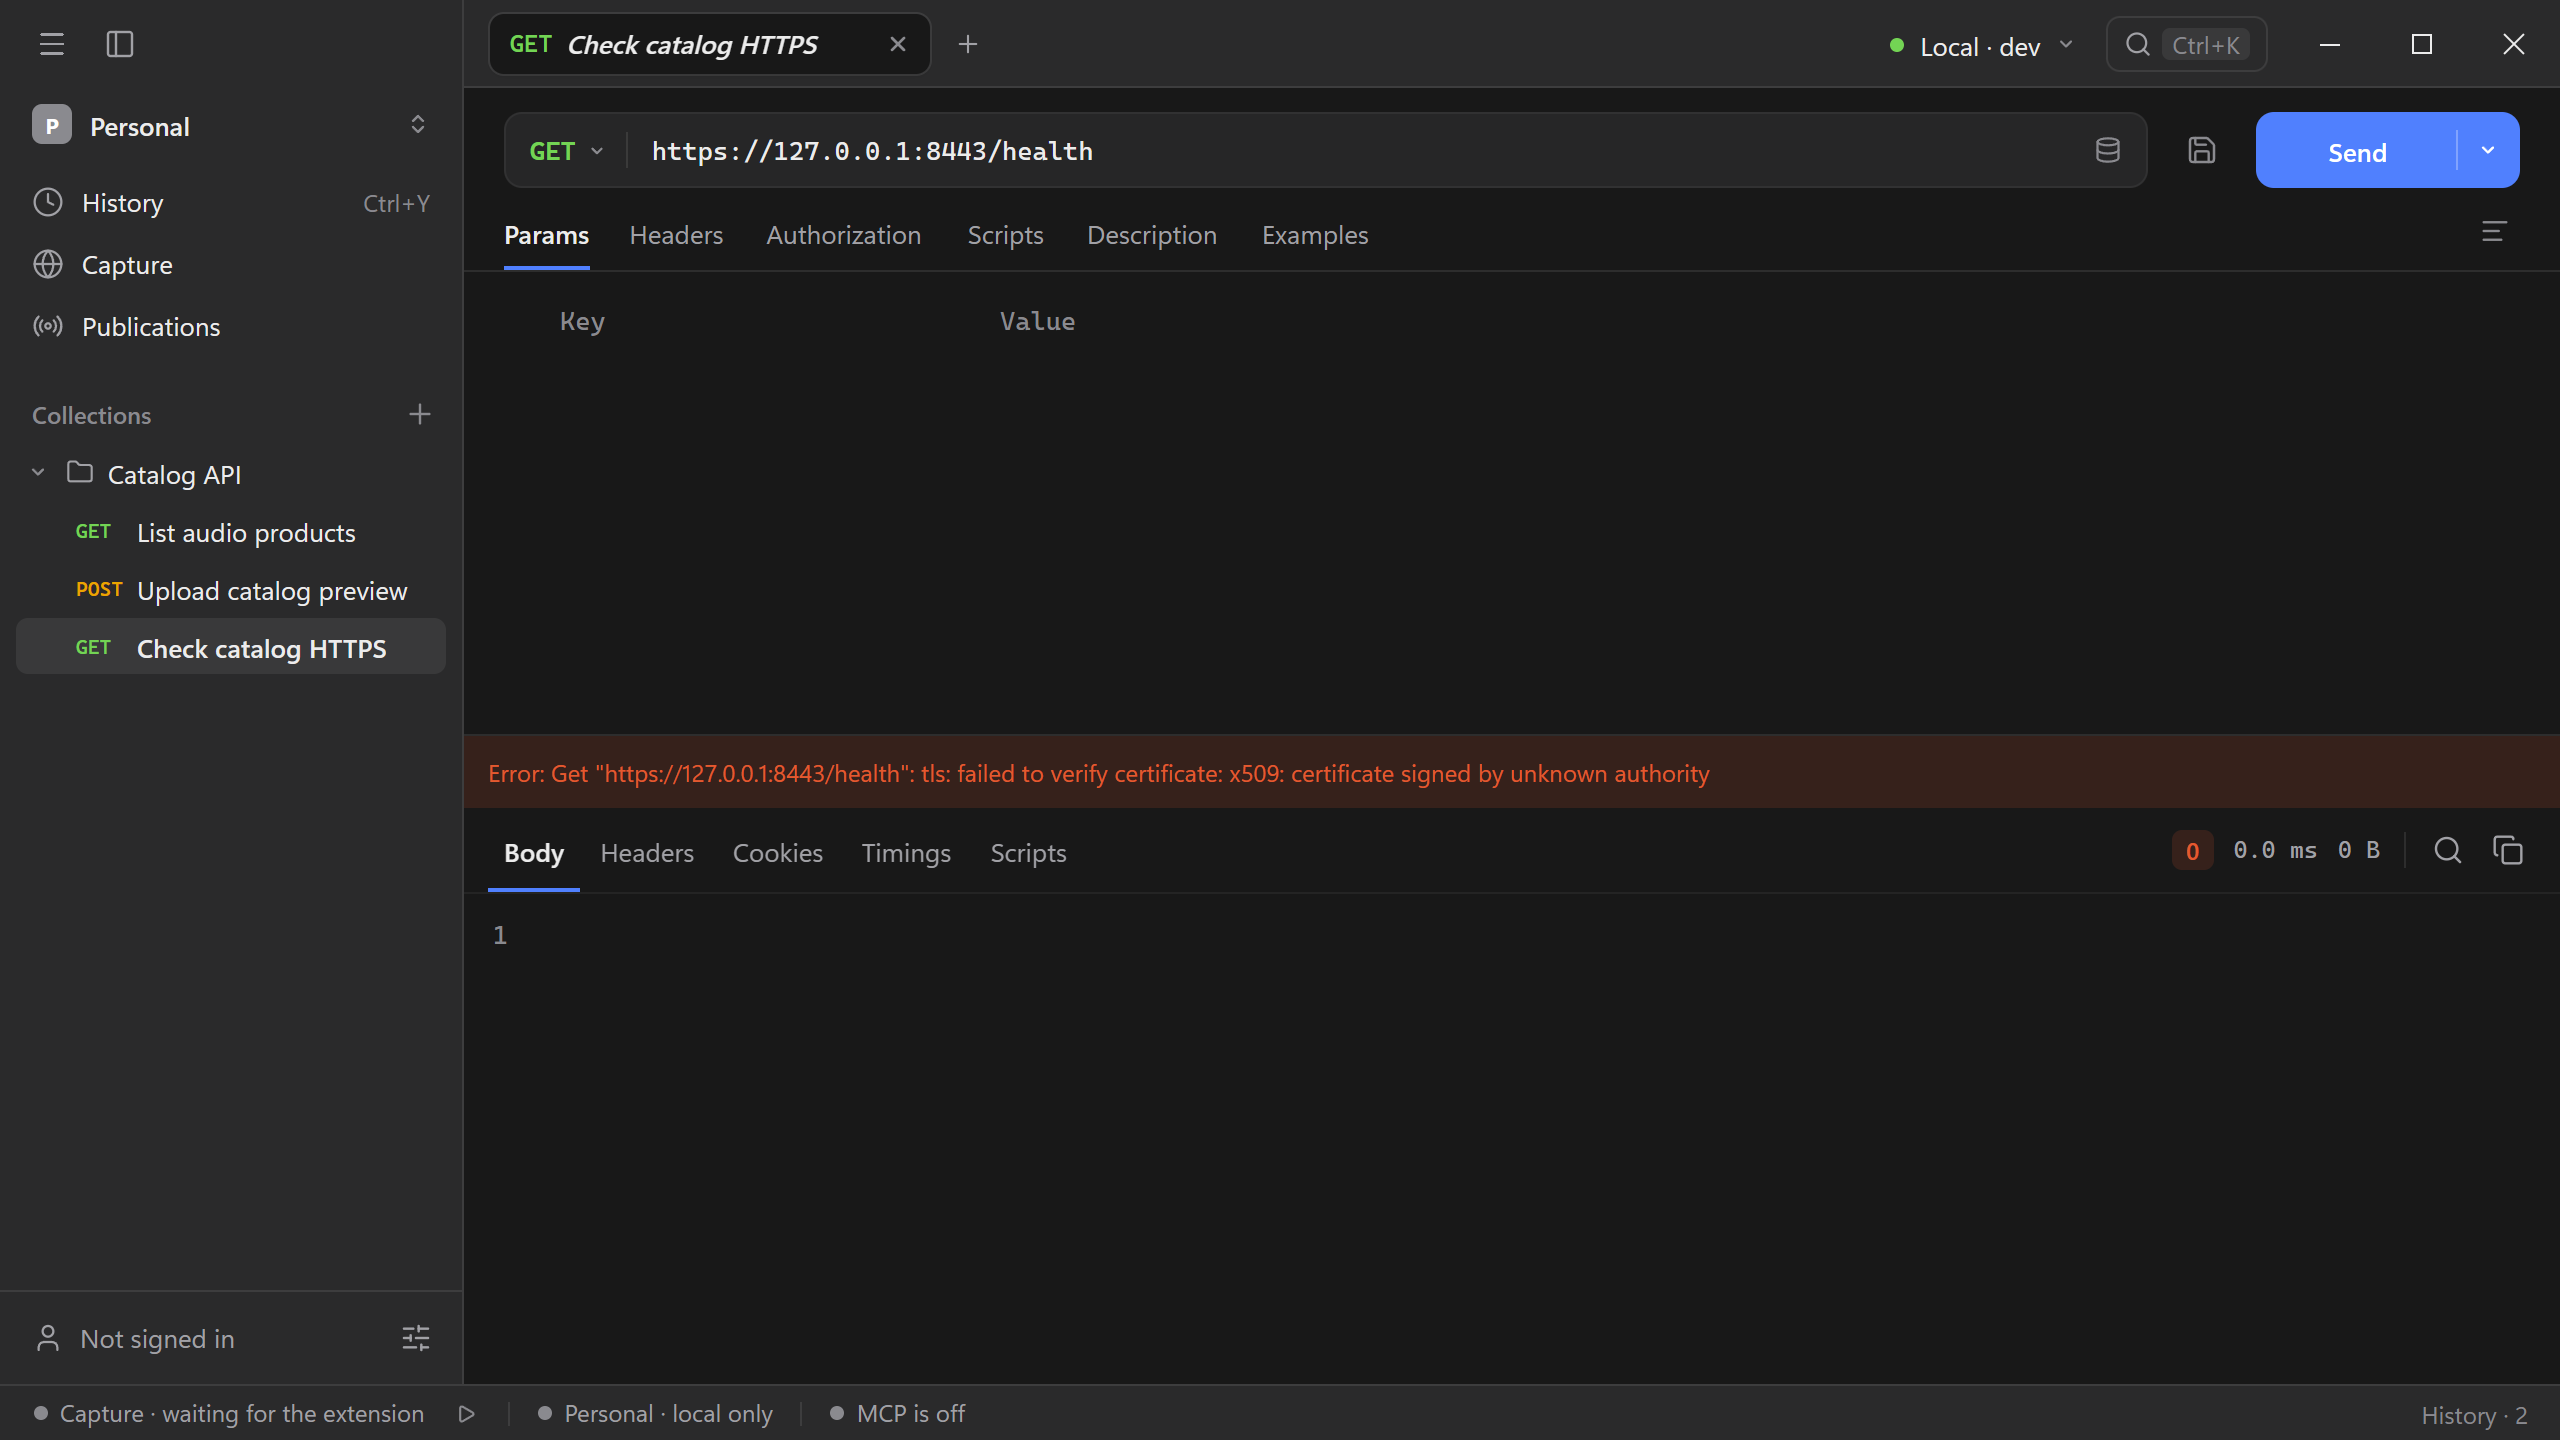 GET Check catalog HTTPS
Local · dev
Ctrl+K
P Personal
GET https://127.0.0.1:8443/health
Send
History Ctrl+Y
Capture
Publications
Params Headers Authorization Scripts Description Examples
Key Value
Collections
Catalog API
GET List audio products
POST Upload catalog preview
GET Check catalog HTTPS
Error: Get "https://127.0.0.1:8443/health": tls: failed to verify certificate: x509: certificate signed by unknown authority
Body Headers Cookies Timings Scripts
0 0.0 ms 0 B
1
Not signed in
Capture · waiting for the extension
Personal · local only
MCP is off
History · 2